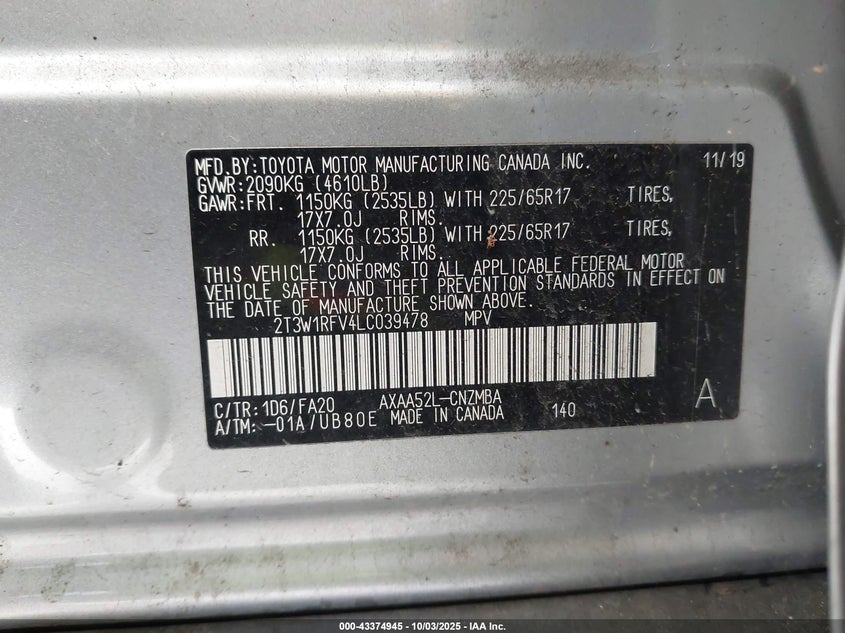 MFD.BY:TOYOTA MOTOR MANUFACTURING CANADA INC. 11/19
GVWR:2090KG (4610LB)
GAWR:FRT. 1150KG (2535LB) WITH 225/65R17 TIRES,
17X7.0J RIMS.
RR. 1150KG (2535LB) WITH 225/65R17 TIRES,
17X7.0J RIMS.
THIS VEHICLE CONFORMS TO ALL APPLICABLE FEDERAL MOTOR
VEHICLE SAFETY AND THEFT PREVENTION STANDARDS IN EFFECT ON
THE DATE OF MANUFACTURE SHOWN ABOVE.
2T3W1RFV4LC039478 MPV
C/TR:1D6/FA20 AXAA52L-CNZMBA A
A/TM:-01A/UB80E MADE IN CANADA 140
000-43374945 - 10/03/2025 - IAA Inc.